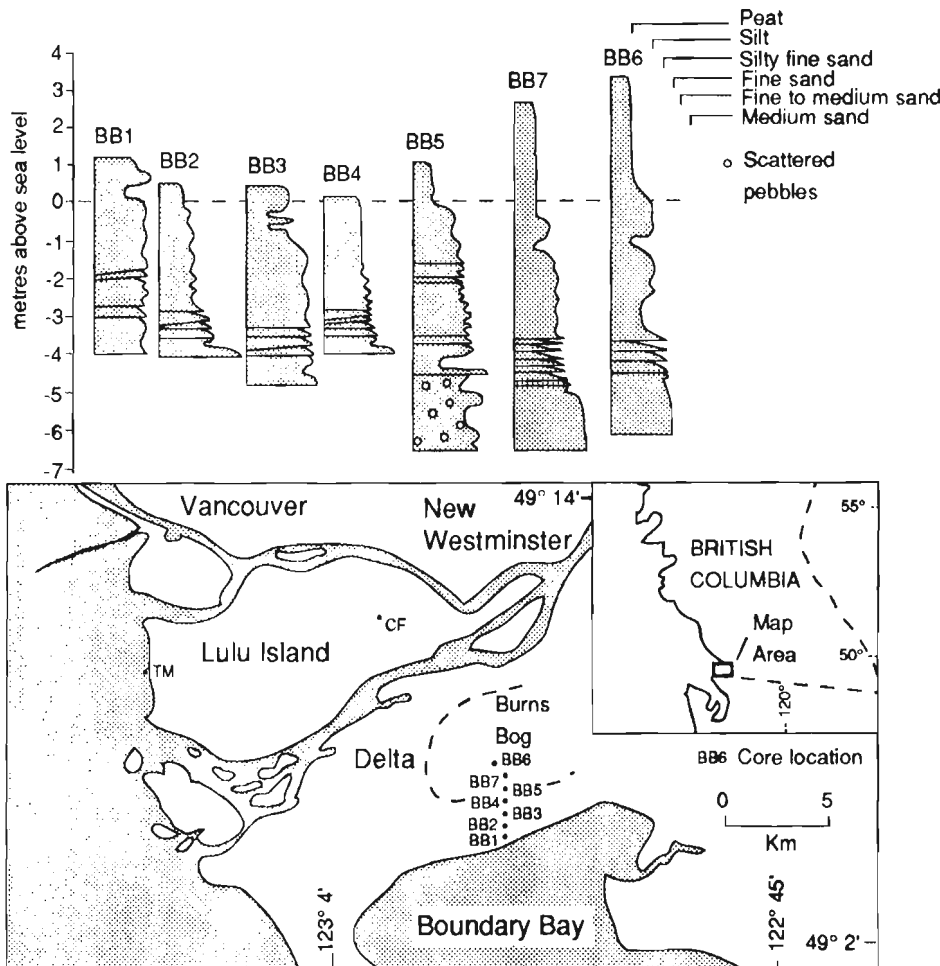 Peat
Silt
Silty fine sand
Fine sand
Fine to medium sand
Medium sand
Scattered
pebbles
metres above sea level
4
3
2
1
0
-1
-2
-3
-4
-5
-6
-7
BB1
BB2
BB3
BB4
BB5
BB7
BB6
Vancouver
New
Westminster
49° 14'
Lulu Island
CF
TM
Delta
Burns
Bog
BB6
BB7
BB5
BB4
BB3
BB2
BB1
Boundary Bay
123° 4'
122° 45'
49° 2'
BRITISH
COLUMBIA
Map
Area
55°
50°
120°
BB6 Core location
0 5
Km